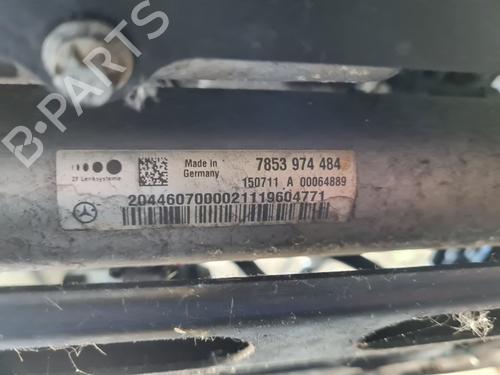 ZF Lenksysteme
Made in
Germany
7853 974 484
150711 A 00064889
2044607000021119604771
B-PARTS